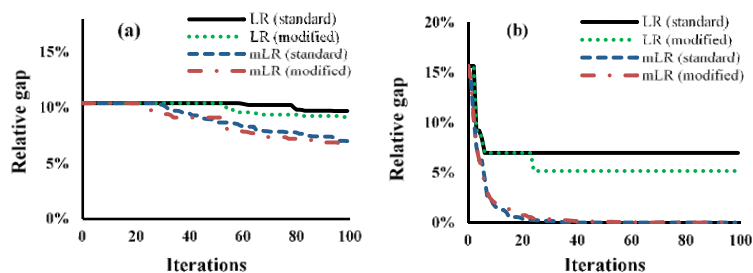 (a)
LR (standard)
LR (modified)
mLR (standard)
mLR (modified)
15%
10%
5%
0%
Relative gap
0 20 40 60 80 100
Iterations
(b)
LR (standard)
LR (modified)
mLR (standard)
mLR (modified)
20%
15%
10%
5%
0%
Relative gap
0 20 40 60 80 100
Iterations